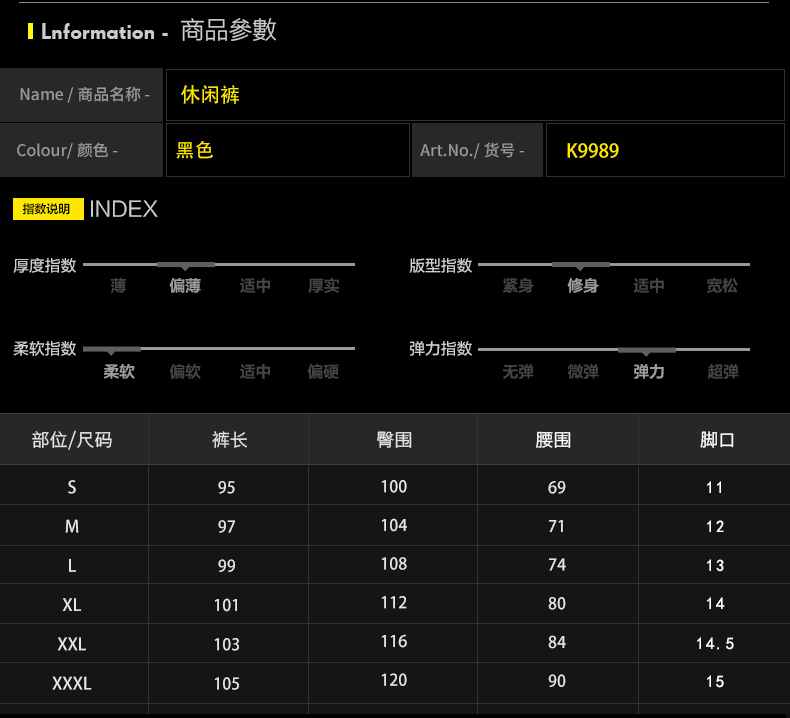 Lnformation - 商品參數
Name / 商品名称 - 休闲裤
Colour/ 颜色 - 黑色 Art.No./ 货号 - K9989
指数说明 INDEX
厚度指数 薄 偏薄 适中 厚实
版型指数 紧身 修身 适中 宽松
柔软指数 柔软 偏软 适中 偏硬
弹力指数 无弹 微弹 弹力 超弹
部位/尺码 裤长 臀围 腰围 脚口
S 95 100 69 11
M 97 104 71 12
L 99 108 74 13
XL 101 112 80 14
XXL 103 116 84 14.5
XXXL 105 120 90 15